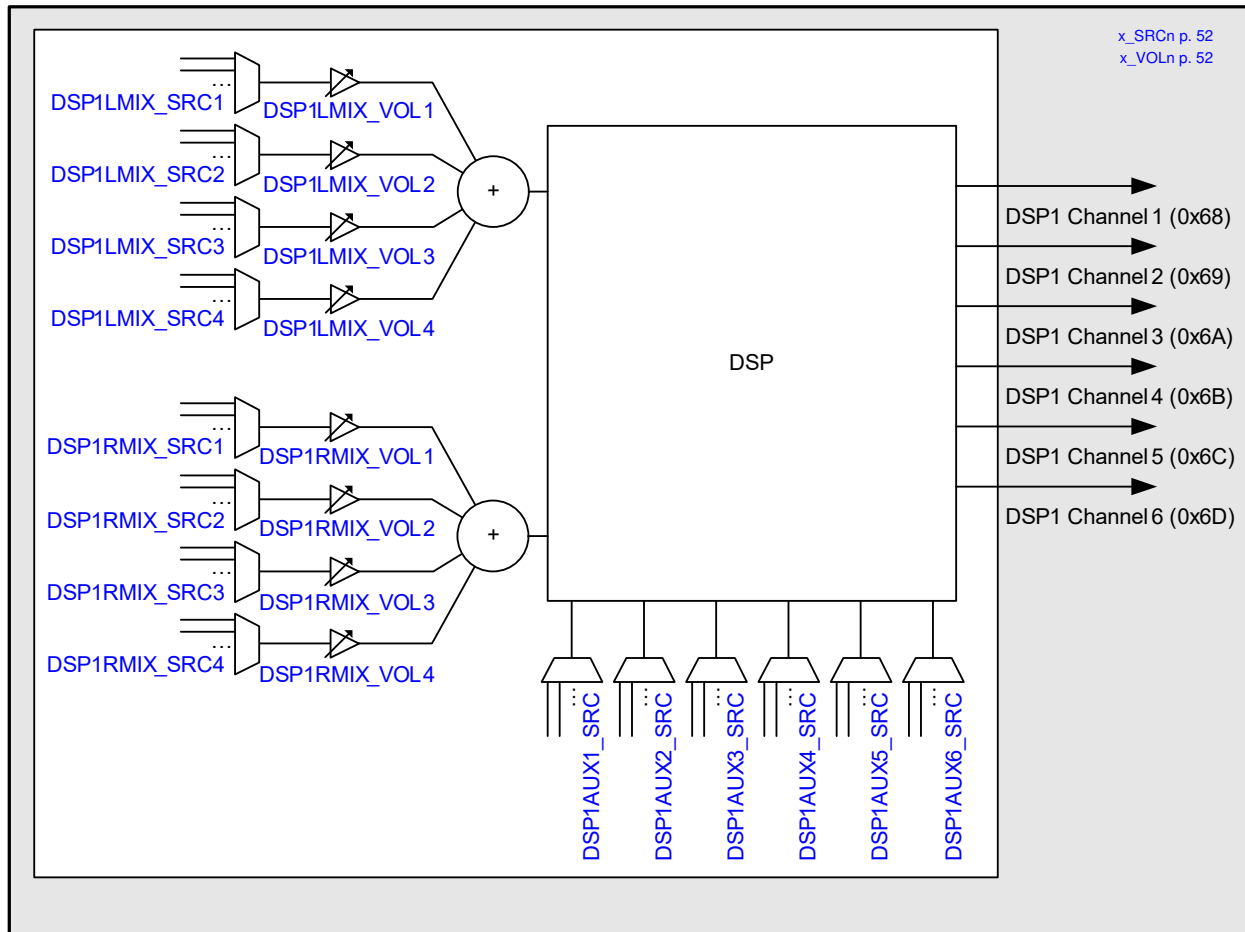 x_SRCn p. 52
x_VOLn p. 52
...
DSP1LMIX_SRC1
DSP1LMIX_VOL1
...
DSP1LMIX_SRC2
DSP1LMIX_VOL2
...
DSP1LMIX_SRC3
DSP1LMIX_VOL3
...
DSP1LMIX_SRC4
DSP1LMIX_VOL4
+
...
DSP1RMIX_SRC1
DSP1RMIX_VOL1
...
DSP1RMIX_SRC2
DSP1RMIX_VOL2
...
DSP1RMIX_SRC3
DSP1RMIX_VOL3
...
DSP1RMIX_SRC4
DSP1RMIX_VOL4
+
DSP
DSP1 Channel 1 (0x68)
DSP1 Channel 2 (0x69)
DSP1 Channel 3 (0x6A)
DSP1 Channel 4 (0x6B)
DSP1 Channel 5 (0x6C)
DSP1 Channel 6 (0x6D)
...
DSP1AUX1_SRC
...
DSP1AUX2_SRC
...
DSP1AUX3_SRC
...
DSP1AUX4_SRC
...
DSP1AUX5_SRC
...
DSP1AUX6_SRC